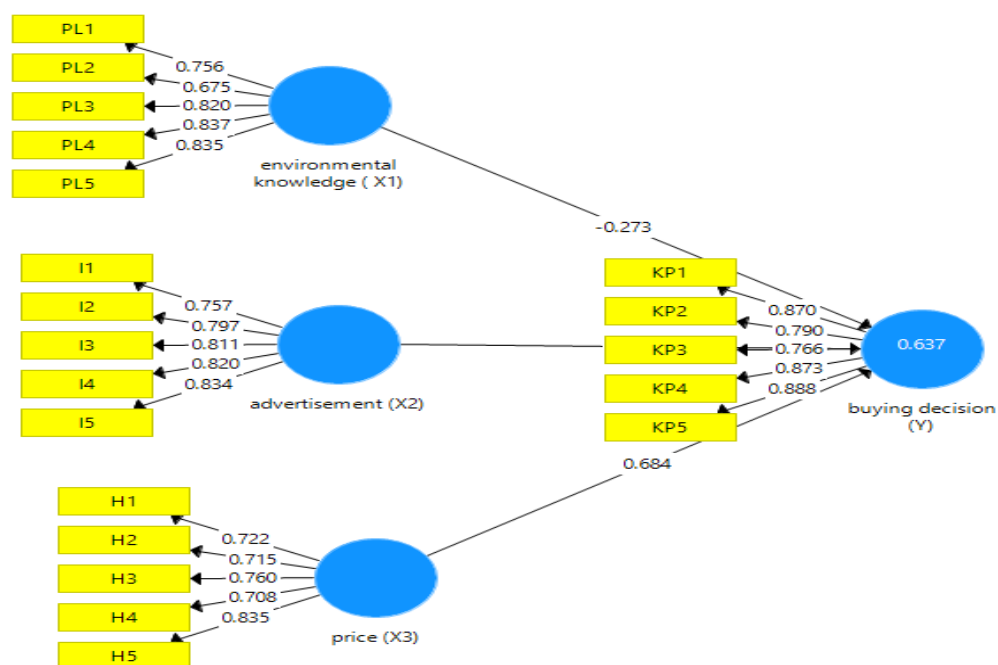 PL1
PL2
PL3
PL4
PL5
0.756
0.675
0.820
0.837
0.835
environmental
knowledge ( X1)
-0.273
I1
I2
I3
I4
I5
0.757
0.797
0.811
0.820
0.834
advertisement (X2)
KP1
KP2
KP3
KP4
KP5
0.870
0.790
0.766
0.873
0.888
0.637
buying decision
(Y)
0.684
H1
H2
H3
H4
H5
0.722
0.715
0.760
0.708
0.835
price (X3)